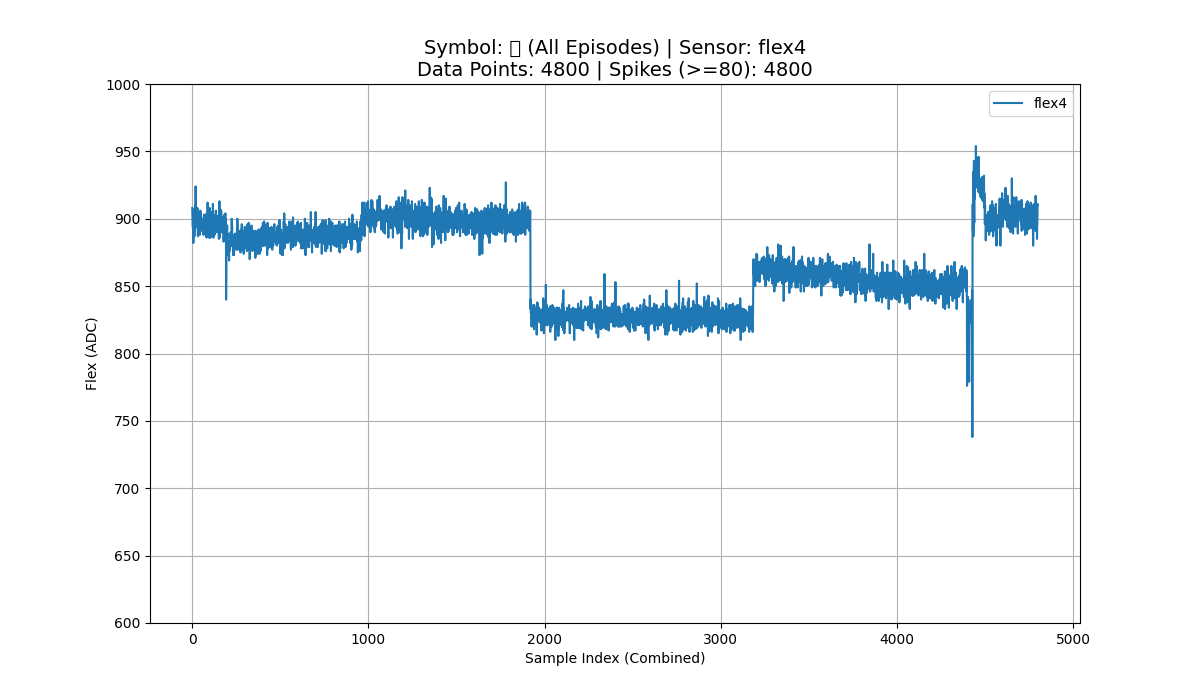 Symbol: (All Episodes) | Sensor: flex4
Data Points: 4800 | Spikes (>=80): 4800
flex4
1000
950
900
850
800
750
700
650
600
Flex (ADC)
0 1000 2000 3000 4000 5000
Sample Index (Combined)